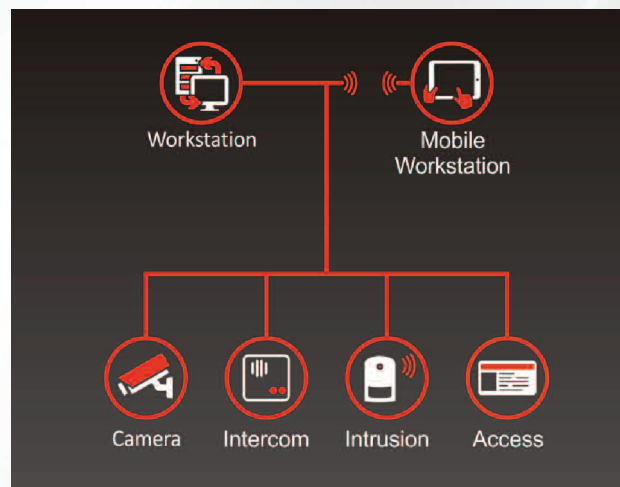 Workstation
Mobile
Workstation
Camera
Intercom
Intrusion
Access